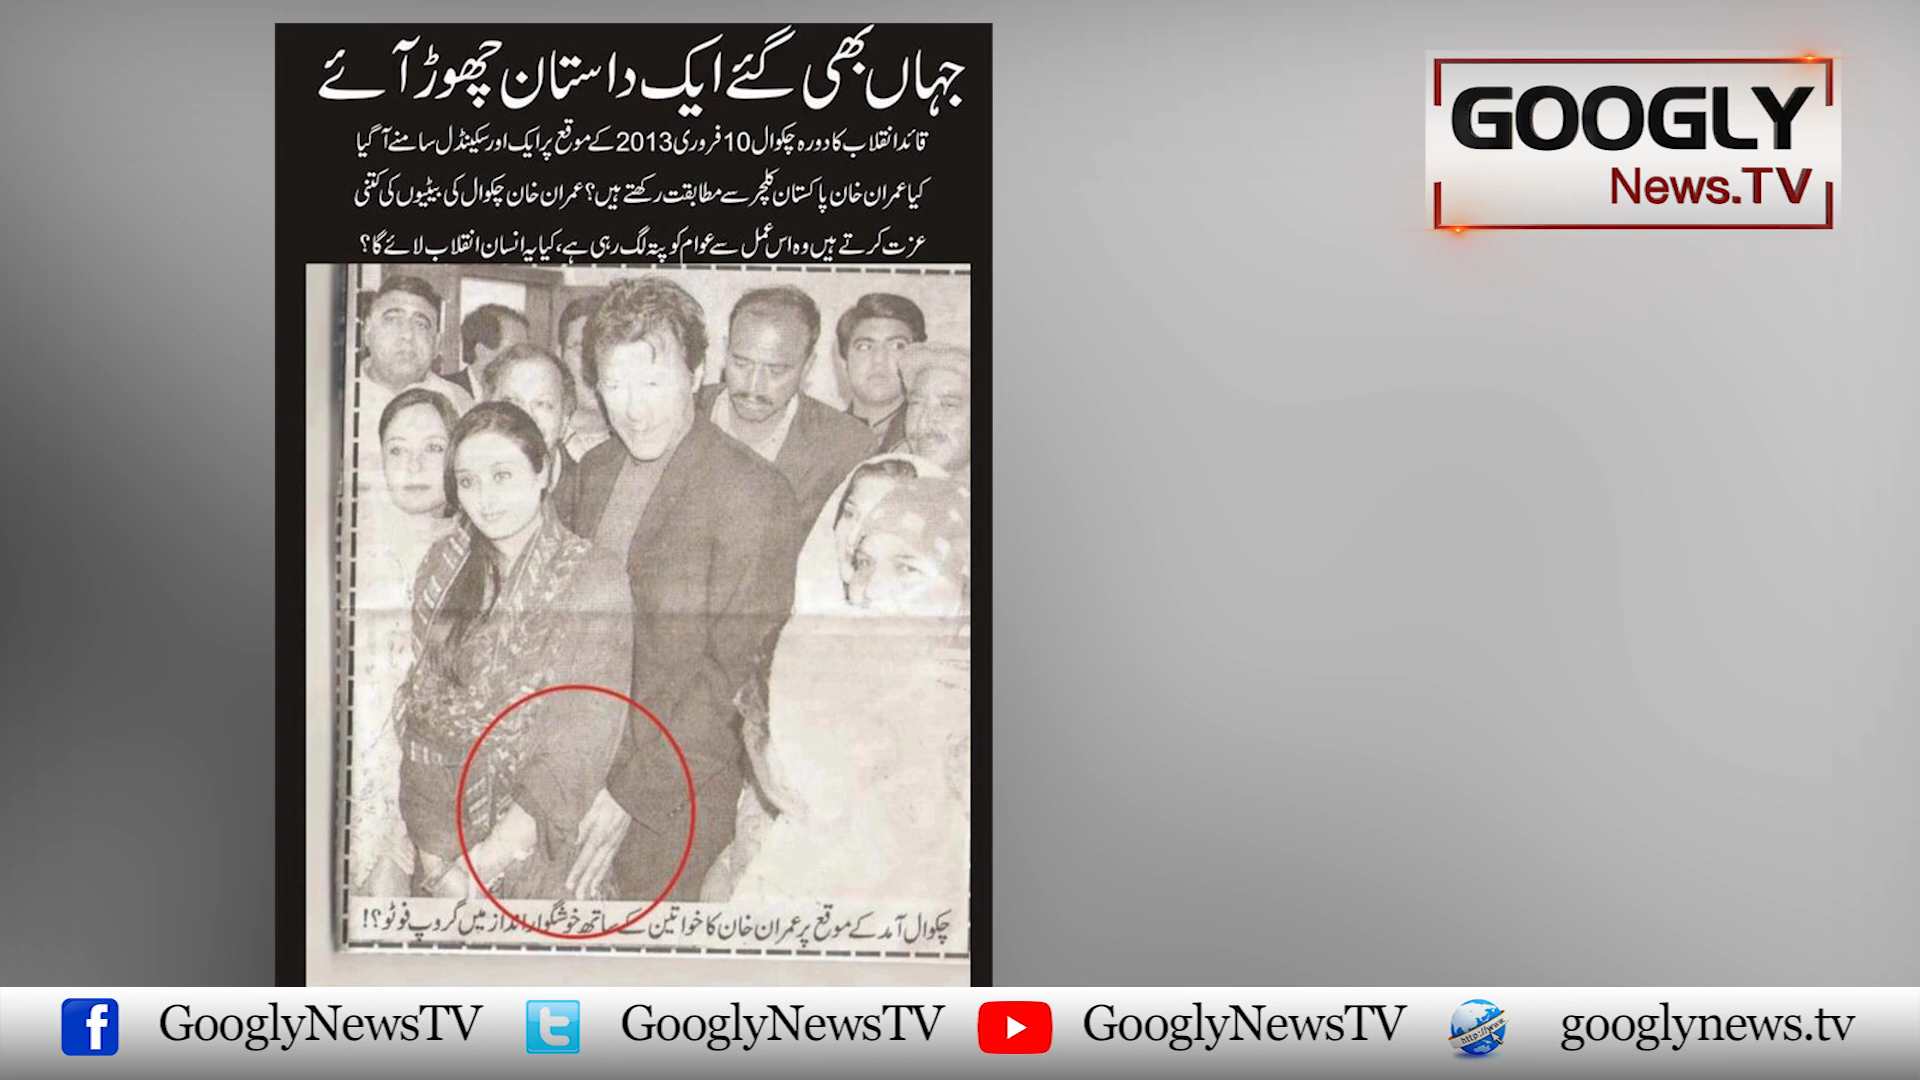 جہاں بھی گئے ایک داستان چھوڑ آئے
قائد انقلاب کا دورہ چکوال 10 فروری 2013 کے موقع پر ایک اور سکینڈل سامنے آ گیا
کیا عمران خان پاکستان کلچر سے مطابقت رکھتے ہیں؟ عمران خان چکوال کی بیٹیوں کی کتنی
عزت کرتے ہیں وہ اس عمل سے عوام کو پتہ لگ رہی ہے، کیا یہ انسان انقلاب لائے گا؟
چکوال آمد کے موقع پر عمران خان کا خواتین کے ساتھ خوشگوار انداز میں گروپ فوٹو؟!
GOOGLY
News.TV
GooglyNewsTV
GooglyNewsTV
GooglyNewsTV
http://www
googlynews.tv